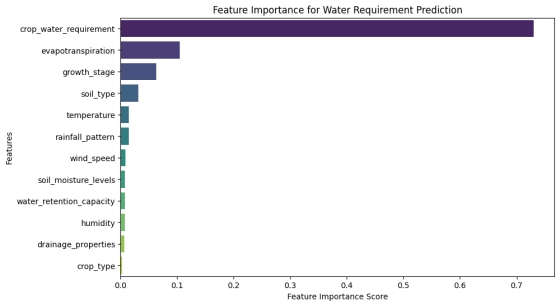 Feature Importance for Water Requirement Prediction
crop_water_requirement
evapotranspiration
growth_stage
soil_type
temperature
rainfall_pattern
wind_speed
soil_moisture_levels
water_retention_capacity
humidity
drainage_properties
crop_type
Features
0.0 0.1 0.2 0.3 0.4 0.5 0.6 0.7
Feature Importance Score